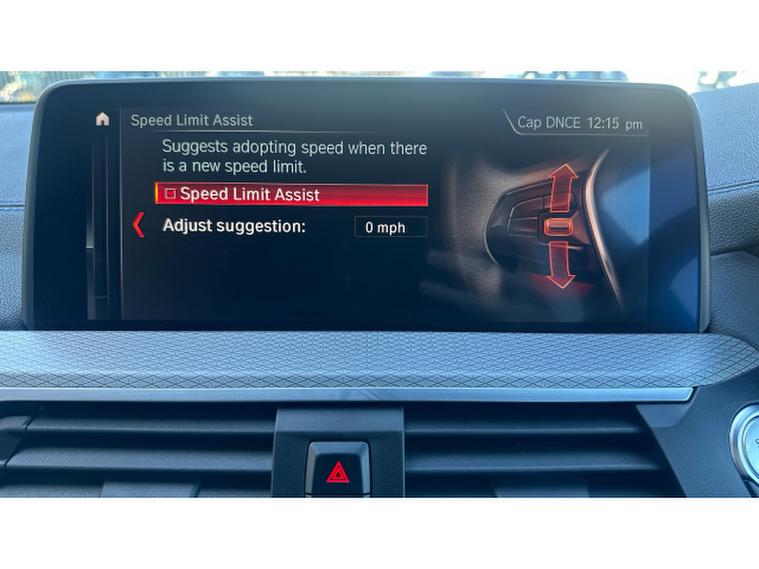 Speed Limit Assist
Cap DNCE 12:15 pm
Suggests adopting speed when there
is a new speed limit.
Speed Limit Assist
Adjust suggestion:
0 mph